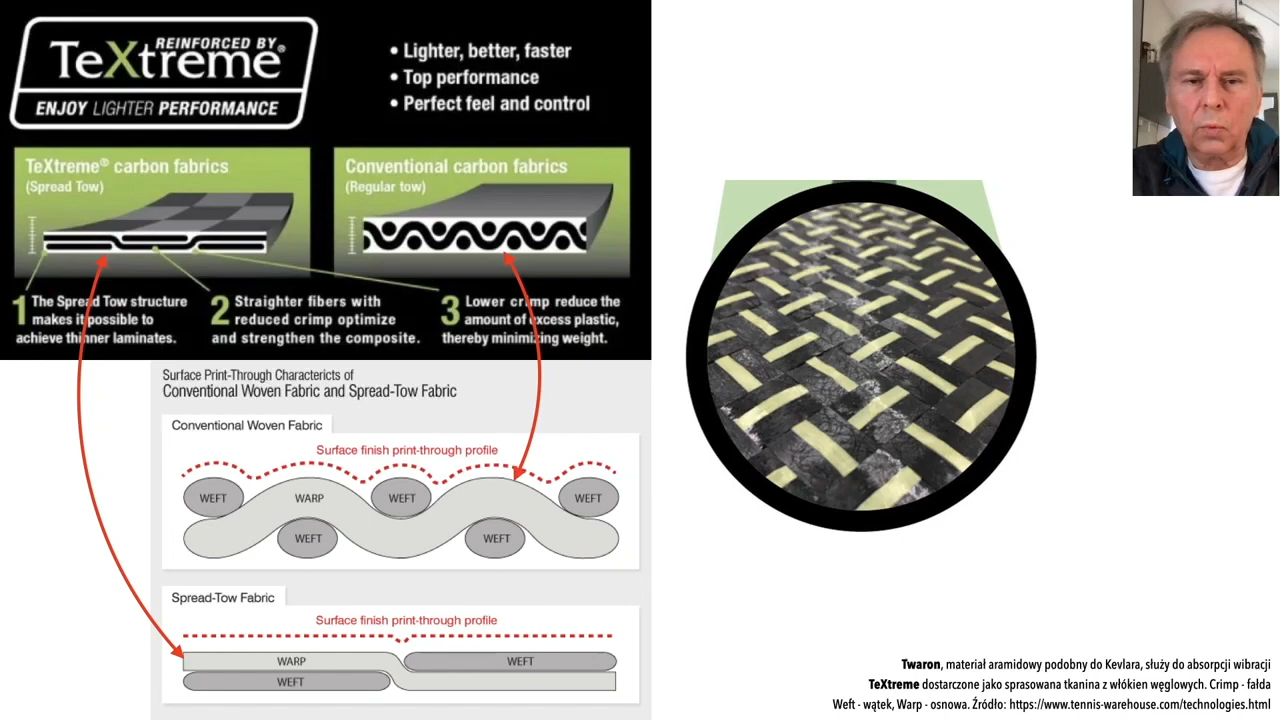 REINFORCED BY
TeXtreme®
ENJOY LIGHTER PERFORMANCE
• Lighter, better, faster
• Top performance
• Perfect feel and control
TeXtreme® carbon fabrics
(Spread Tow)
Conventional carbon fabrics
(Regular tow)
1 The Spread Tow structure
makes it possible to
achieve thinner laminates.
2 Straighter fibers with
reduced crimp optimize
and strengthen the composite.
3 Lower crimp reduce the
amount of excess plastic,
thereby minimizing weight.
Surface Print-Through Charactericts of
Conventional Woven Fabric and Spread-Tow Fabric
Conventional Woven Fabric
Surface finish print-through profile
WEFT WARP WEFT WEFT
WEFT WEFT
Spread-Tow Fabric
Surface finish print-through profile
WARP WEFT
WEFT
Twaron, materiał aramidowy podobny do Kevlara, służy do absorpcji wibracji
TeXtreme dostarczone jako sprasowana tkanina z włókien węglowych. Crimp - fałda
Weft - wątek, Warp - osnowa. Źródło: https://www.tennis-warehouse.com/technologies.html